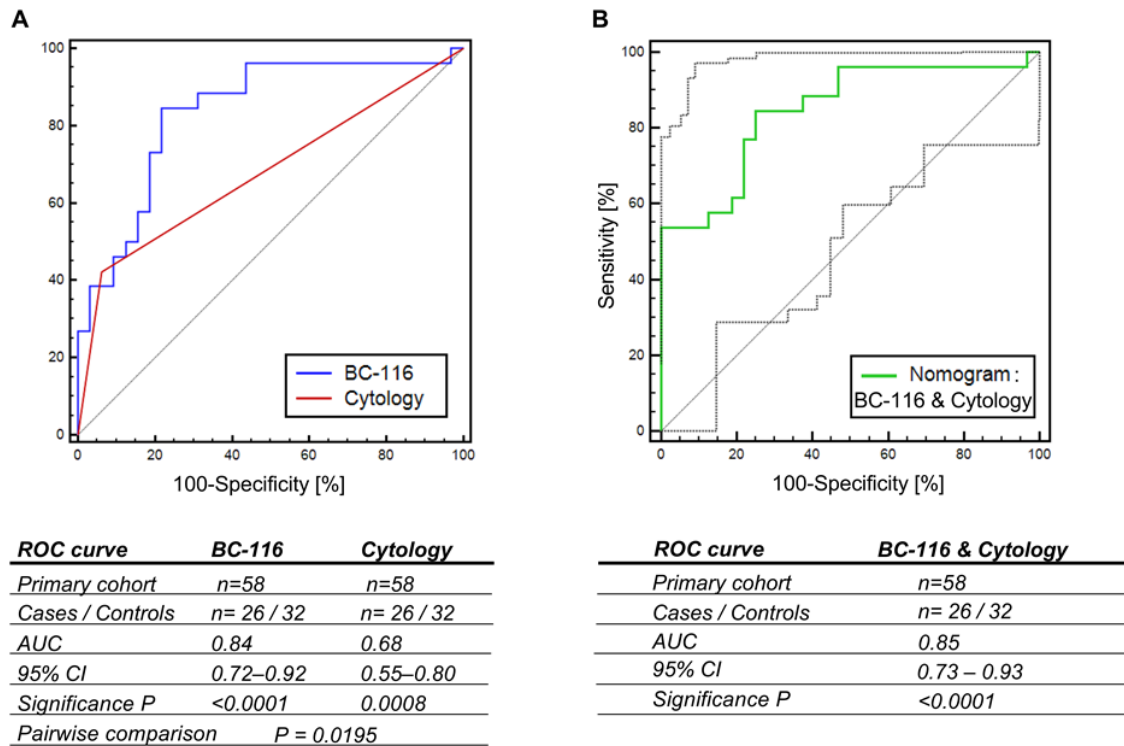 A
100
80
60
40
20
0
0 20 40 60 80 100
100-Specificity [%]
BC-116
Cytology
B
Sensitivity [%]
100
80
60
40
20
0
0 20 40 60 80 100
100-Specificity [%]
Nomogram :
BC-116 & Cytology
ROC curve BC-116 Cytology
Primary cohort n=58 n=58
Cases / Controls n= 26 / 32 n= 26 / 32
AUC 0.84 0.68
95% CI 0.72–0.92 0.55–0.80
Significance P <0.0001 0.0008
Pairwise comparison P = 0.0195
ROC curve BC-116 & Cytology
Primary cohort n=58
Cases / Controls n= 26 / 32
AUC 0.85
95% CI 0.73 – 0.93
Significance P <0.0001